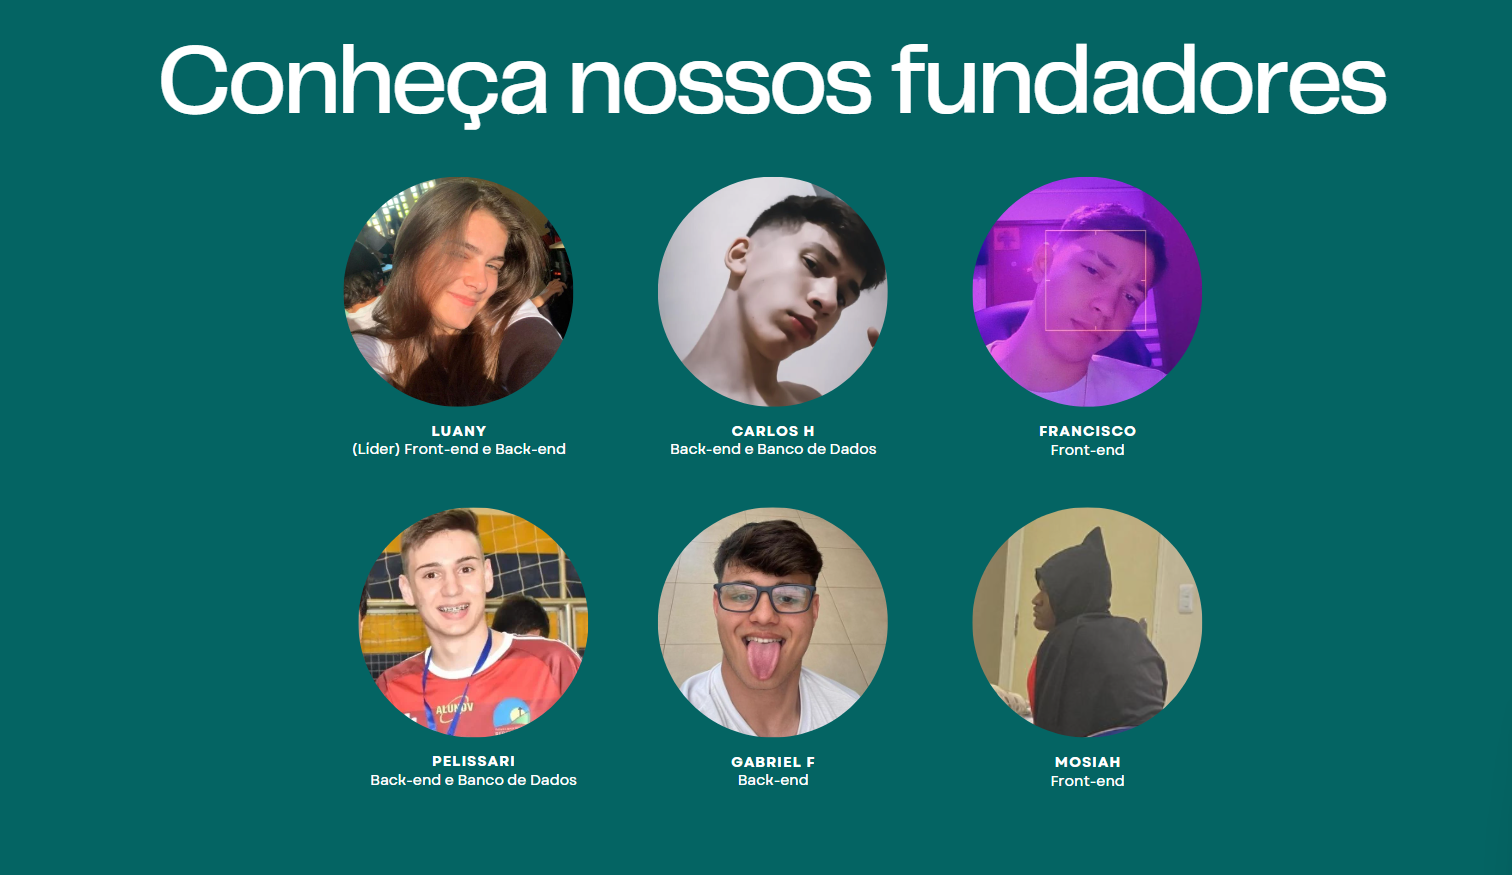 Conheça nossos fundadores
LUANY
(Líder) Front-end e Back-end
CARLOS H
Back-end e Banco de Dados
FRANCISCO
Front-end
ALUNOV
PELISSARI
Back-end e Banco de Dados
GABRIEL F
Back-end
MOSIAH
Front-end